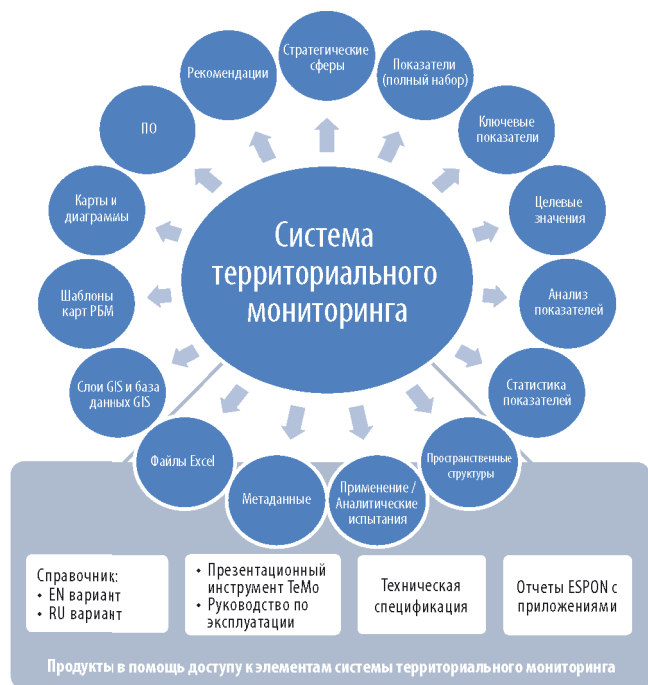 Стратегические
сферы
Показатели
(полный набор)
Ключевые
показатели
Целевые
значения
Анализ
показателей
Статистика
показателей
Пространственные
структуры
Применение /
Аналитические
испытания
Метаданные
Файлы Excel
Слои GIS и база
данных GIS
Шаблоны
карт РБМ
Карты и
диаграммы
ПО
Рекомендации
Система
территориального
мониторинга
Справочник:
• EN вариант
• RU вариант
• Презентационный
инструмент TeMo
• Руководство по
эксплуатации
Техническая
спецификация
Отчеты ESPON с
приложениями
Продукты в помощь доступу к элементам системы территориального мониторинга